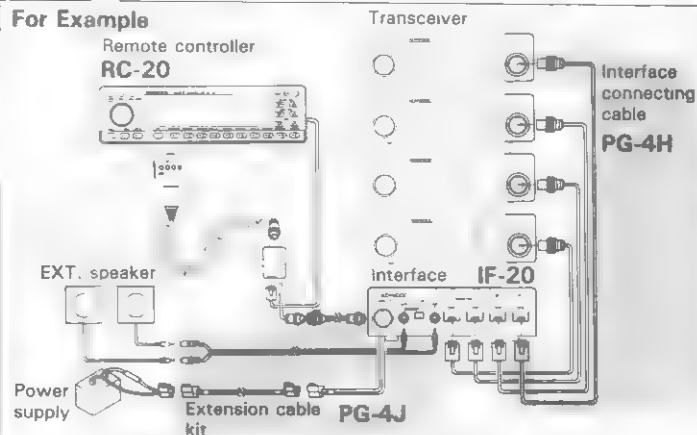 For Example
Remote controller
RC-20
Transceiver
Interface
connecting
cable
PG-4H
EXT. speaker
Interface IF-20
Power
supply
Extension cable
kit
PG-4J